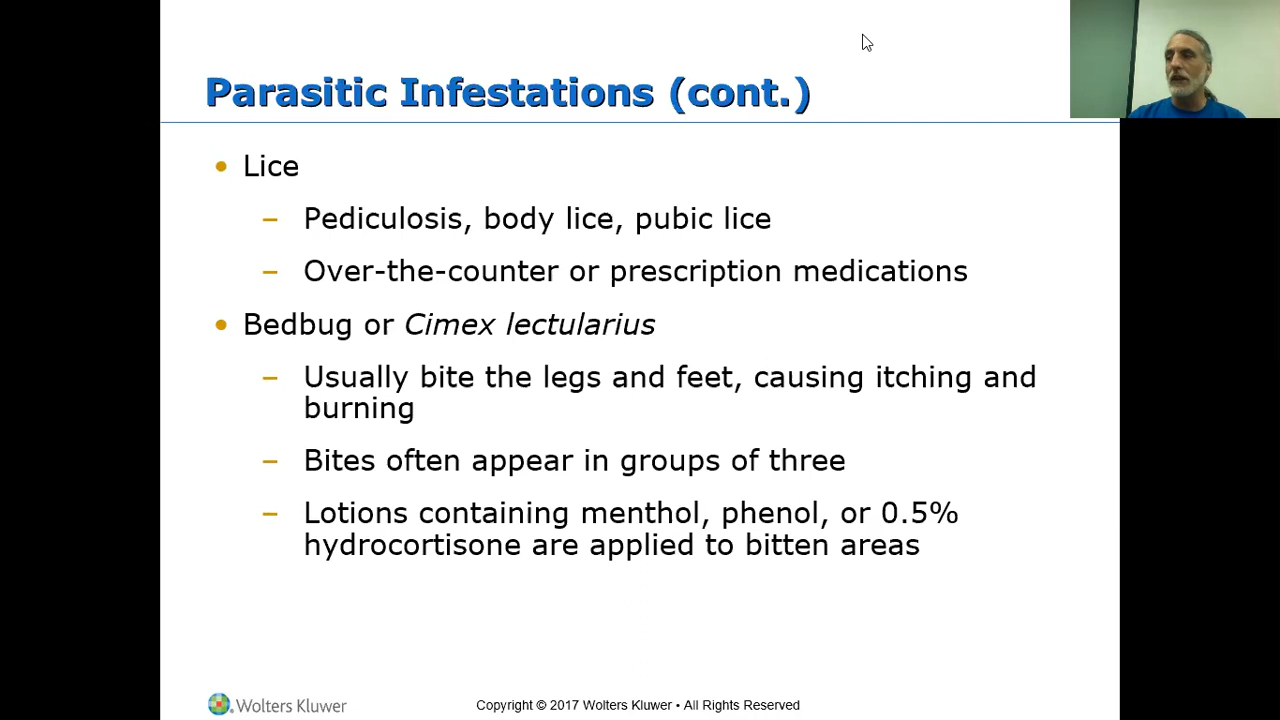 Parasitic Infestations (cont.)
• Lice
– Pediculosis, body lice, pubic lice
– Over-the-counter or prescription medications
• Bedbug or Cimex lectularius
– Usually bite the legs and feet, causing itching and
burning
– Bites often appear in groups of three
– Lotions containing menthol, phenol, or 0.5%
hydrocortisone are applied to bitten areas
Wolters Kluwer
Copyright © 2017 Wolters Kluwer • All Rights Reserved